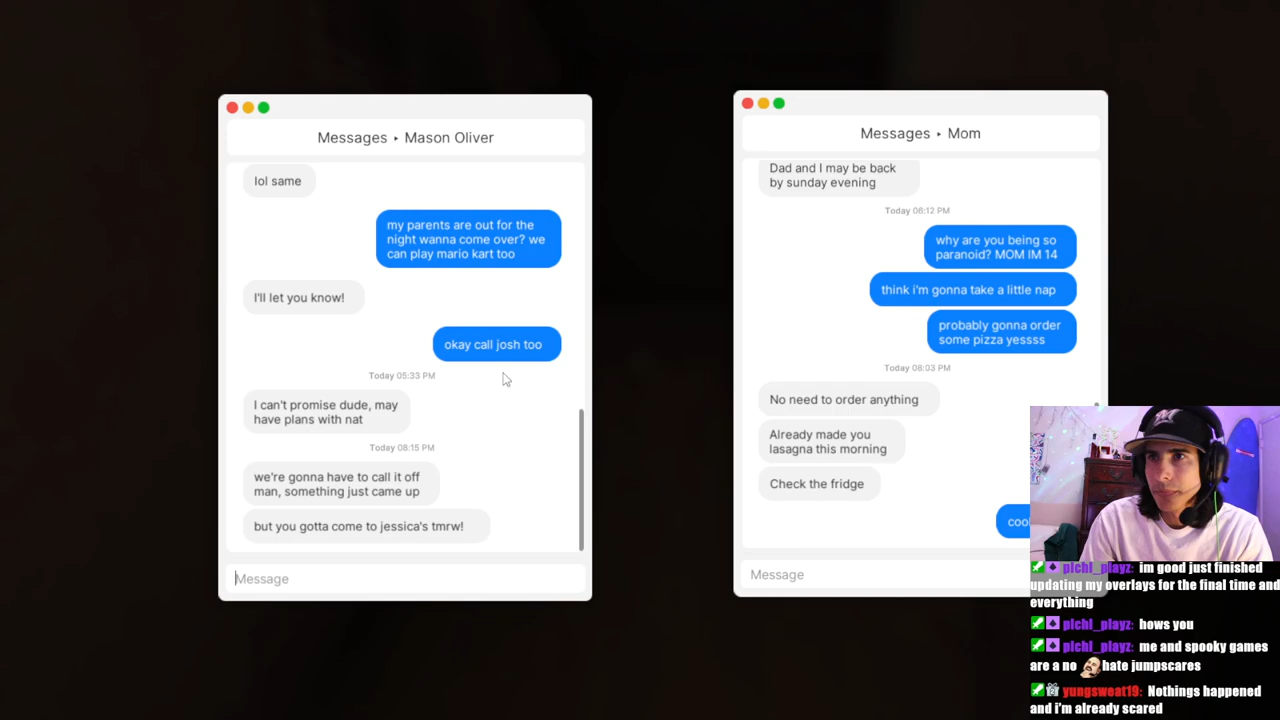 Messages ▸ Mason Oliver
lol same
my parents are out for the
night wanna come over? we
can play mario kart too
I'll let you know!
okay call josh too
Today 05:33 PM
I can't promise dude, may
have plans with nat
Today 08:15 PM
we're gonna have to call it off
man, something just came up
but you gotta come to jessica's tmrw!
Message
Messages ▸ Mom
Dad and I may be back
by sunday evening
Today 08:12 PM
why are you being so
paranoid? MOM IM 14
think i'm gonna take a little nap
probably gonna order
some pizza yessss
Today 08:03 PM
No need to order anything
Already made you
lasagna this morning
Check the fridge
cool
Message
plchl_playz: im good just finished
updating my overlays for the final time and
everything
plchl_playz: hows you
plchl_playz: me and spooky games
are a no hate jumpscares
yungsweat19: Nothings happened
and i'm already scared